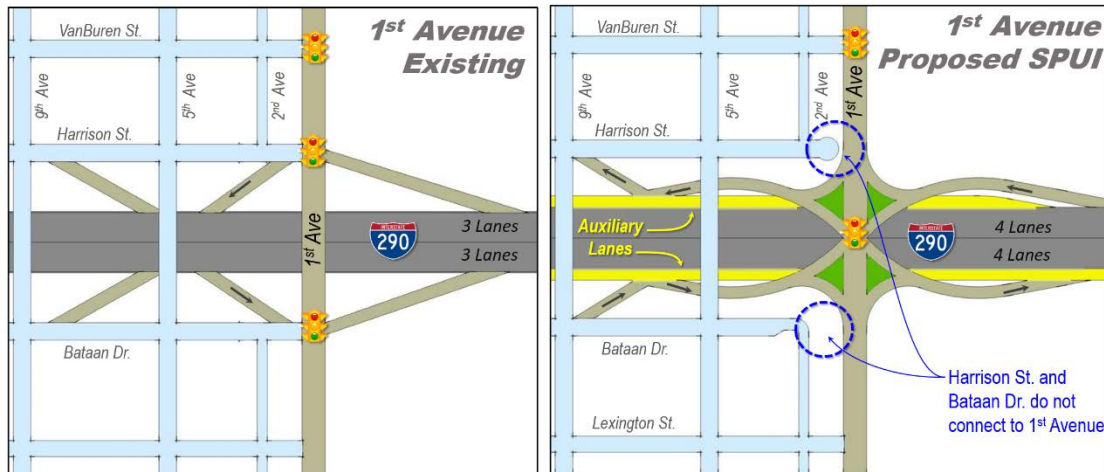 1st Avenue
Existing
VanBuren St.
9th Ave
5th Ave
2nd Ave
Harrison St.
1st Ave
3 Lanes
INTERSTATE
290
3 Lanes
Bataan Dr.
1st Avenue
Proposed SPUI
VanBuren St.
9th Ave
5th Ave
2nd Ave
1st Ave
Harrison St.
Auxiliary
Lanes
4 Lanes
INTERSTATE
290
4 Lanes
Bataan Dr.
Lexington St.
Harrison St. and
Bataan Dr. do not
connect to 1st Avenue